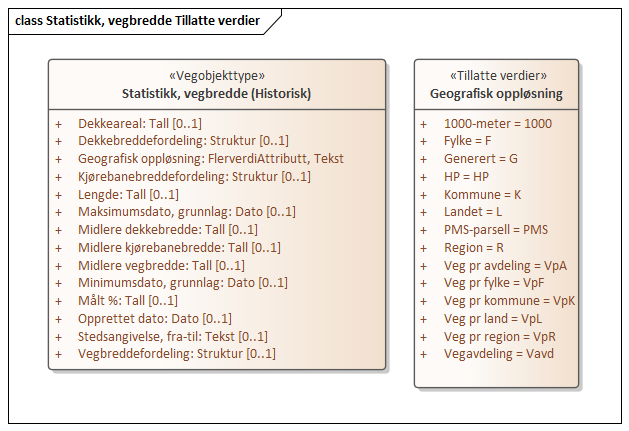 class Statistikk, vegbredde Tillatte verdier
«Vegobjekttype»
Statistikk, vegbredde (Historisk)
+ Dekkeareal: Tall [0..1]
+ Dekkebreddefordeling: Struktur [0..1]
+ Geografisk oppløsning: FlerverdiAttributt, Tekst
+ Kjørebanebreddefordeling: Struktur [0..1]
+ Lengde: Tall [0..1]
+ Maksimumsdato, grunnlag: Dato [0..1]
+ Midlere dekkebredde: Tall [0..1]
+ Midlere kjørebanebredde: Tall [0..1]
+ Midlere vegbredde: Tall [0..1]
+ Minimumsdato, grunnlag: Dato [0..1]
+ Målt %: Tall [0..1]
+ Opprettet dato: Dato [0..1]
+ Stedsangivelse, fra-til: Tekst [0..1]
+ Vegbreddefordeling: Struktur [0..1]
«Tillatte verdier»
Geografisk oppløsning
+ 1000-meter = 1000
+ Fylke = F
+ Generert = G
+ HP = HP
+ Kommune = K
+ Landet = L
+ PMS-parsell = PMS
+ Region = R
+ Veg pr avdeling = VpA
+ Veg pr fylke = VpF
+ Veg pr kommune = VpK
+ Veg pr land = VpL
+ Veg pr region = VpR
+ Vegavdeling = Vavd